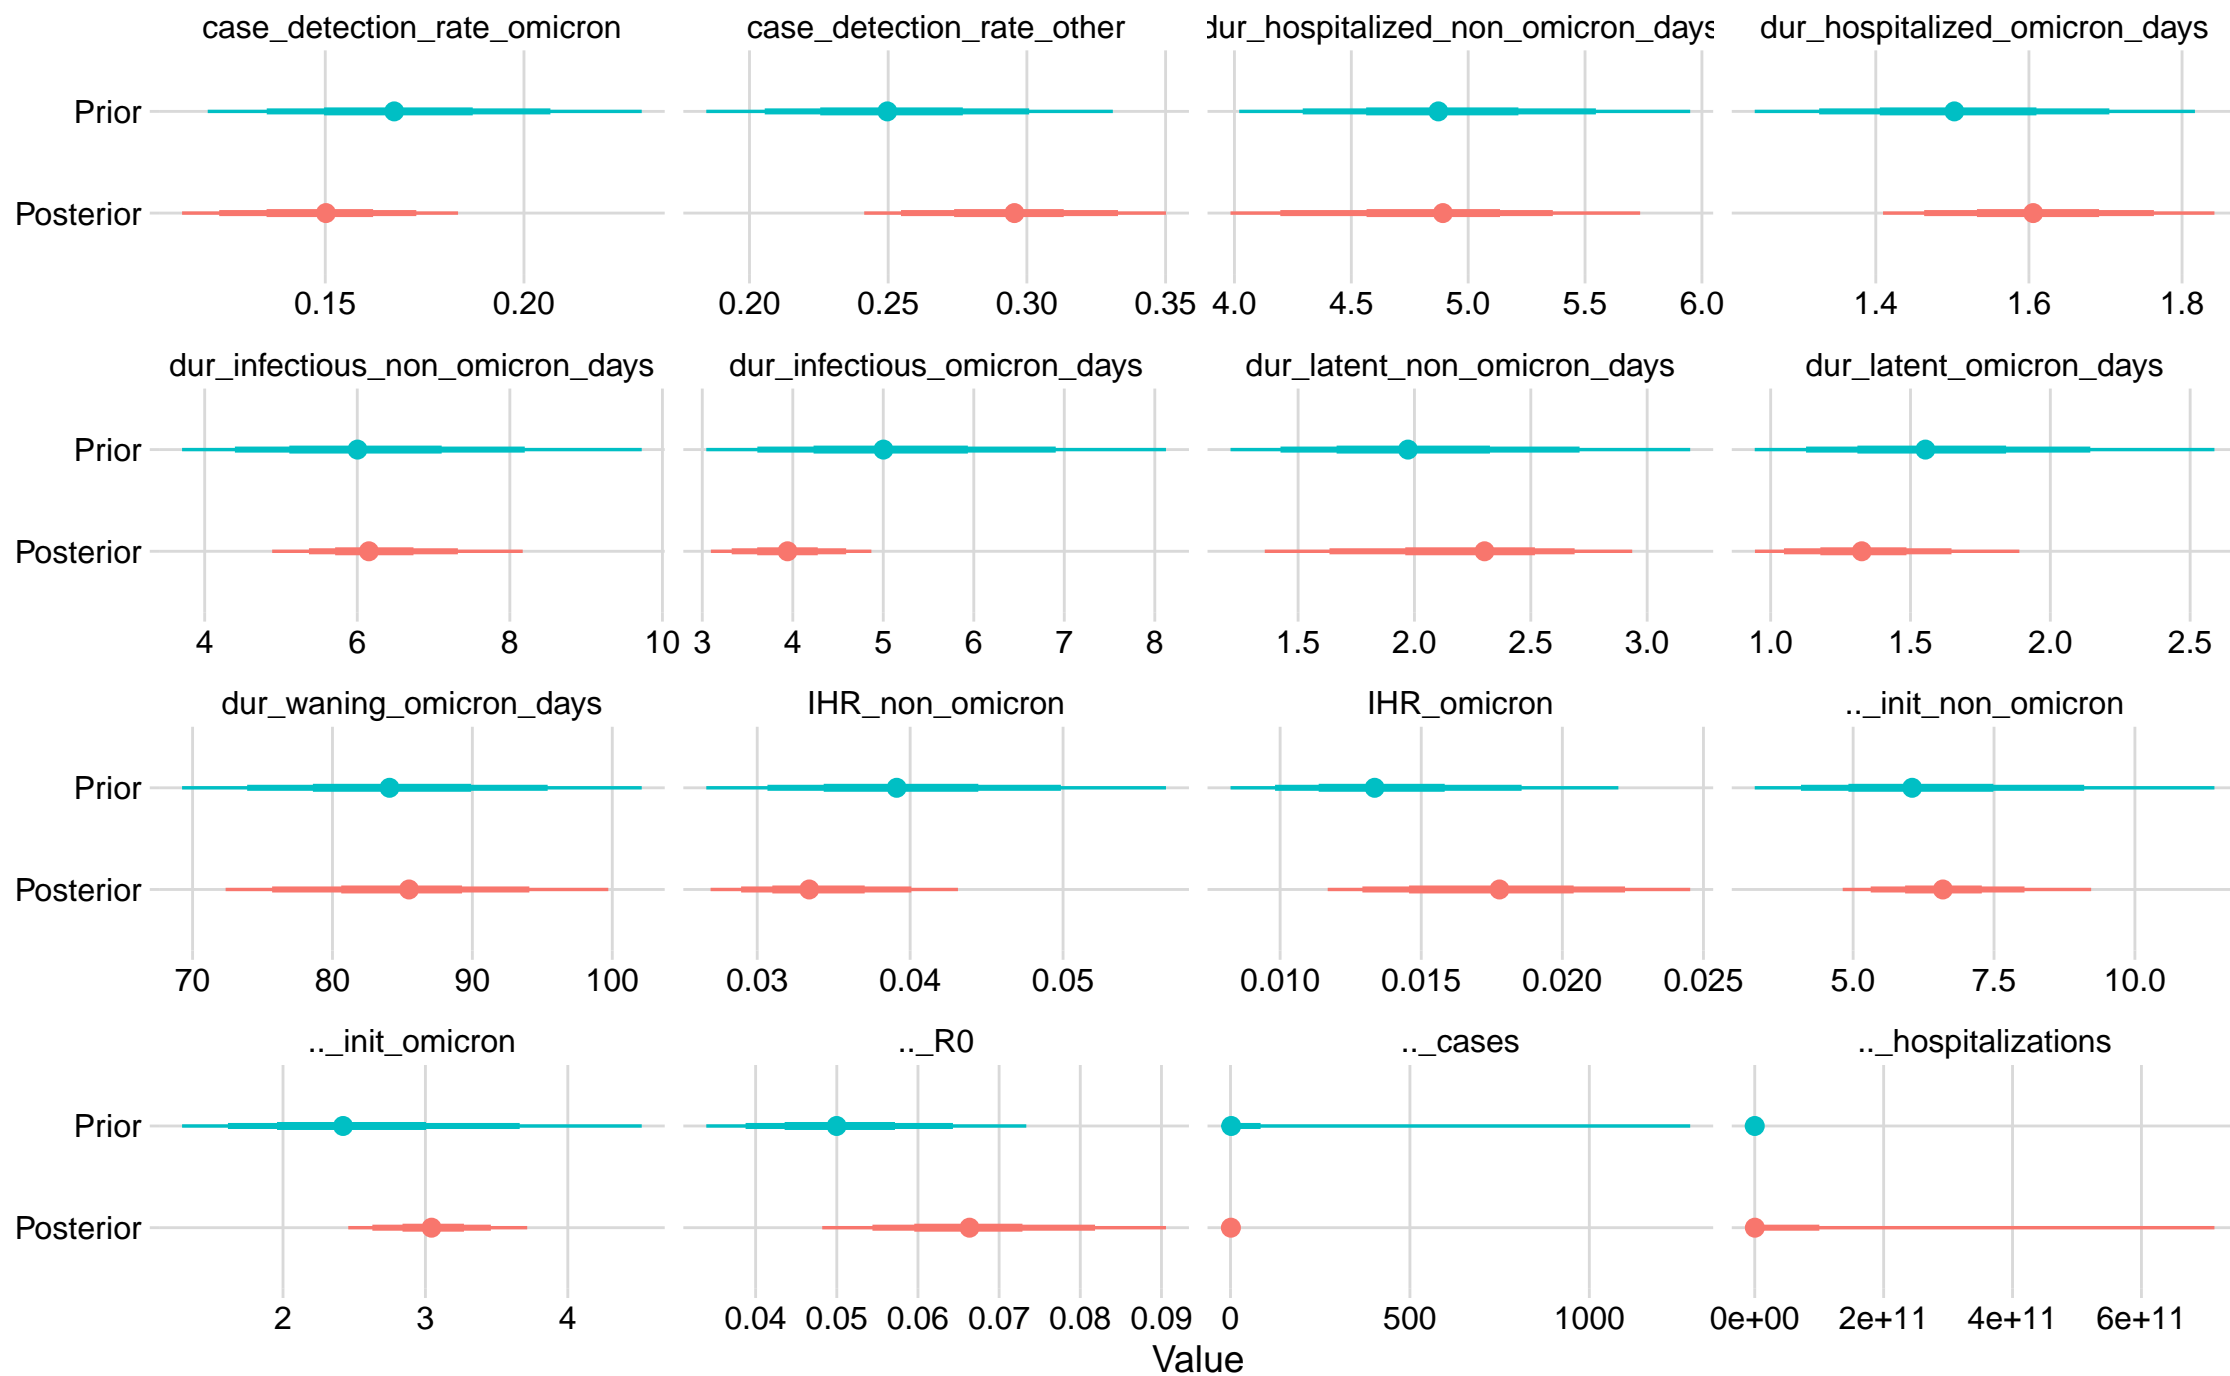 case_detection_rate_omicron case_detection_rate_other dur_hospitalized_non_omicron_days dur_hospitalized_omicron_days
Prior
Posterior
0.15 0.20 0.20 0.25 0.30 0.35 4.0 4.5 5.0 5.5 6.0 1.4 1.6 1.8
dur_infectious_non_omicron_days dur_infectious_omicron_days dur_latent_non_omicron_days dur_latent_omicron_days
Prior
Posterior
4 6 8 10 3 4 5 6 7 8 1.5 2.0 2.5 3.0 1.0 1.5 2.0 2.5
dur_waning_omicron_days IHR_non_omicron IHR_omicron .._init_non_omicron
Prior
Posterior
70 80 90 100 0.03 0.04 0.05 0.010 0.015 0.020 0.025 5.0 7.5 10.0
.._init_omicron .._R0 .._cases .._hospitalizations
Prior
Posterior
2 3 4 0.04 0.05 0.06 0.07 0.08 0.09 0 500 1000 0e+00 2e+11 4e+11 6e+11
Value